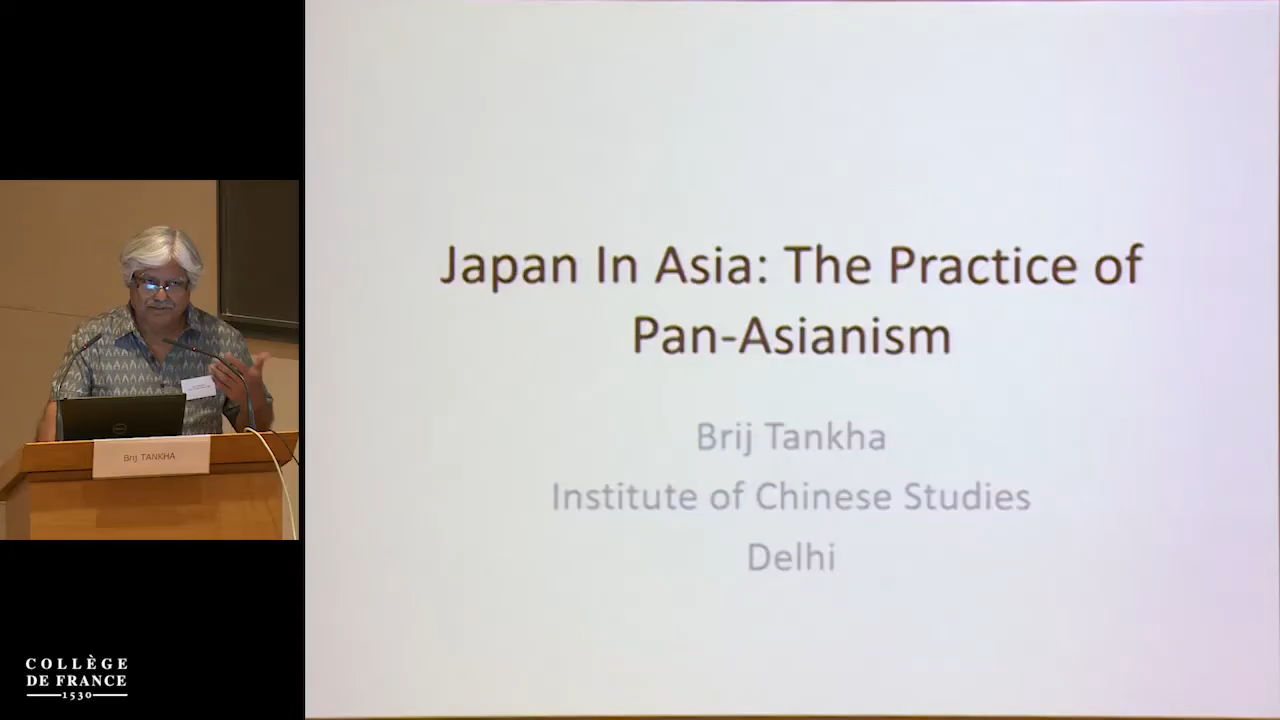 Japan In Asia: The Practice of
Pan-Asianism
Brij Tankha
Institute of Chinese Studies
Delhi
Brij TANKHA
COLLÈGE
DE FRANCE
1530